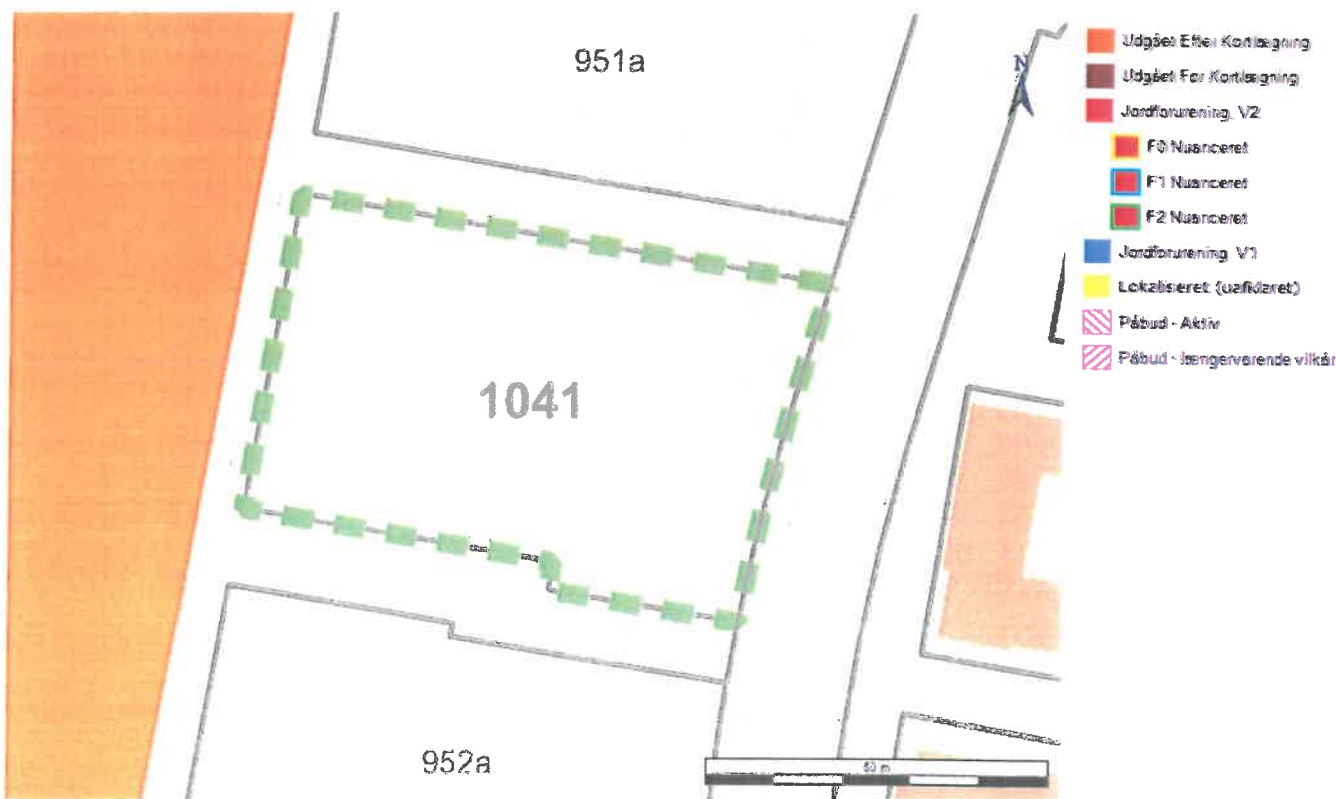 951a
1041
952a
N
50 m
Udgået Efter Kortlægning
Udgået Før Kortlægning
Jordforurening, V2
F0 Nuanceret
F1 Nuanceret
F2 Nuanceret
Jordforurening, V1
Lokaliseret (uafklaret)
Påbud - Aktiv
Påbud - længerevarende vilkår